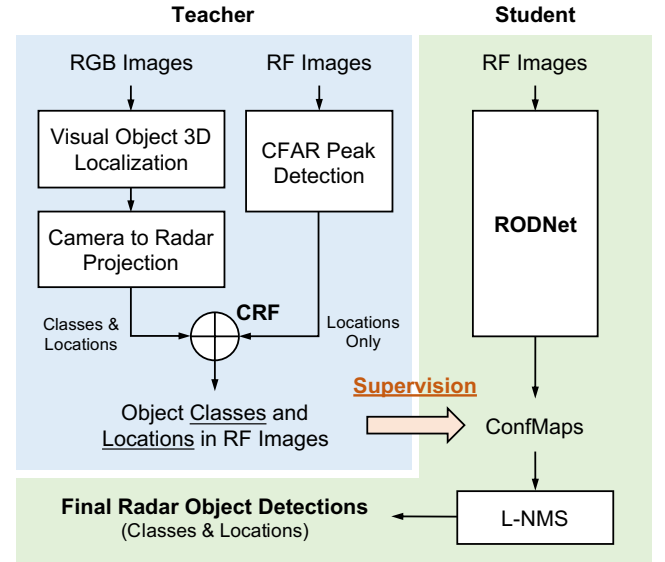 Teacher
Student
RGB Images
RF Images
RF Images
Visual Object 3D
Localization
CFAR Peak
Detection
RODNet
Camera to Radar
Projection
CRF
Classes &
Locations
Locations
Only
Object Classes and
Locations in RF Images
Supervision
ConfMaps
L-NMS
Final Radar Object Detections
(Classes & Locations)